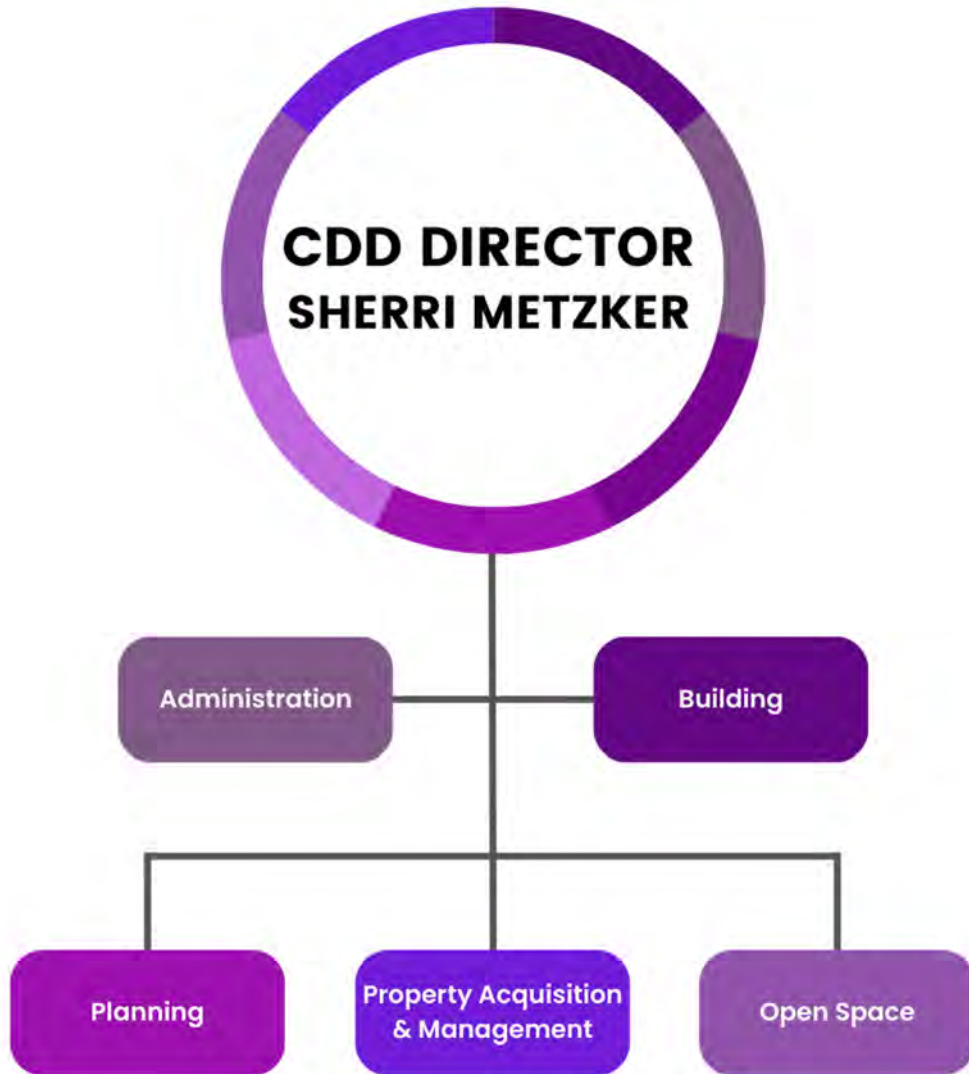 CDD DIRECTOR
SHERRI METZKER
Administration
Building
Planning
Property Acquisition
& Management
Open Space